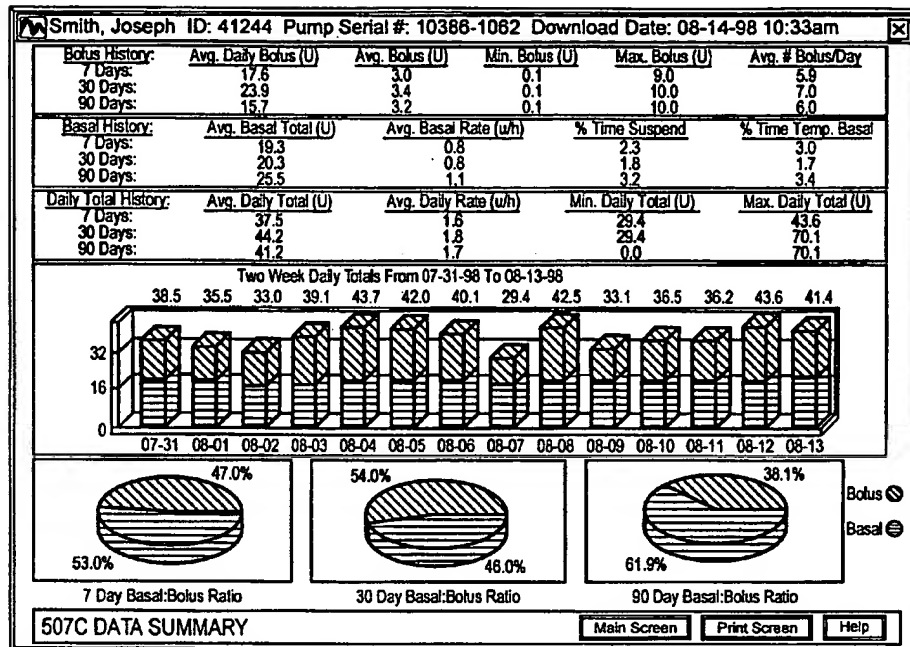 Smith, Joseph ID: 41244 Pump Serial #: 10386-1062 Download Date: 08-14-98 10:33am
Bolus History: Avg. Daily Bolus (U) Avg. Bolus (U) Min. Bolus (U) Max. Bolus (U) Avg. # Bolus/Day
7 Days: 17.6 3.0 0.1 9.0 5.9
30 Days: 23.9 3.4 0.1 10.0 7.0
90 Days: 15.7 3.2 0.1 10.0 6.0
Basal History: Avg. Basal Total (U) Avg. Basal Rate (u/h) % Time Suspend % Time Temp. Basal
7 Days: 19.3 0.8 2.3 3.0
30 Days: 20.3 0.8 1.8 1.7
90 Days: 25.5 1.1 3.2 3.4
Daily Total History: Avg. Daily Total (U) Avg. Daily Rate (u/h) Min. Daily Total (U) Max. Daily Total (U)
7 Days: 37.5 1.6 29.4 43.6
30 Days: 44.2 1.8 29.4 70.1
90 Days: 41.2 1.7 0.0 70.1
Two Week Daily Totals From 07-31-98 To 08-13-98
38.5 35.5 33.0 39.1 43.7 42.0 40.1 29.4 42.5 33.1 36.5 36.2 43.6 41.4
32
16
0
07-31 08-01 08-02 08-03 08-04 08-05 08-06 08-07 08-08 08-09 08-10 08-11 08-12 08-13
47.0% 54.0% 38.1%
Bolus
Basal
53.0% 46.0% 61.9%
7 Day Basal:Bolus Ratio 30 Day Basal:Bolus Ratio 90 Day Basal:Bolus Ratio
507C DATA SUMMARY Main Screen Print Screen Help